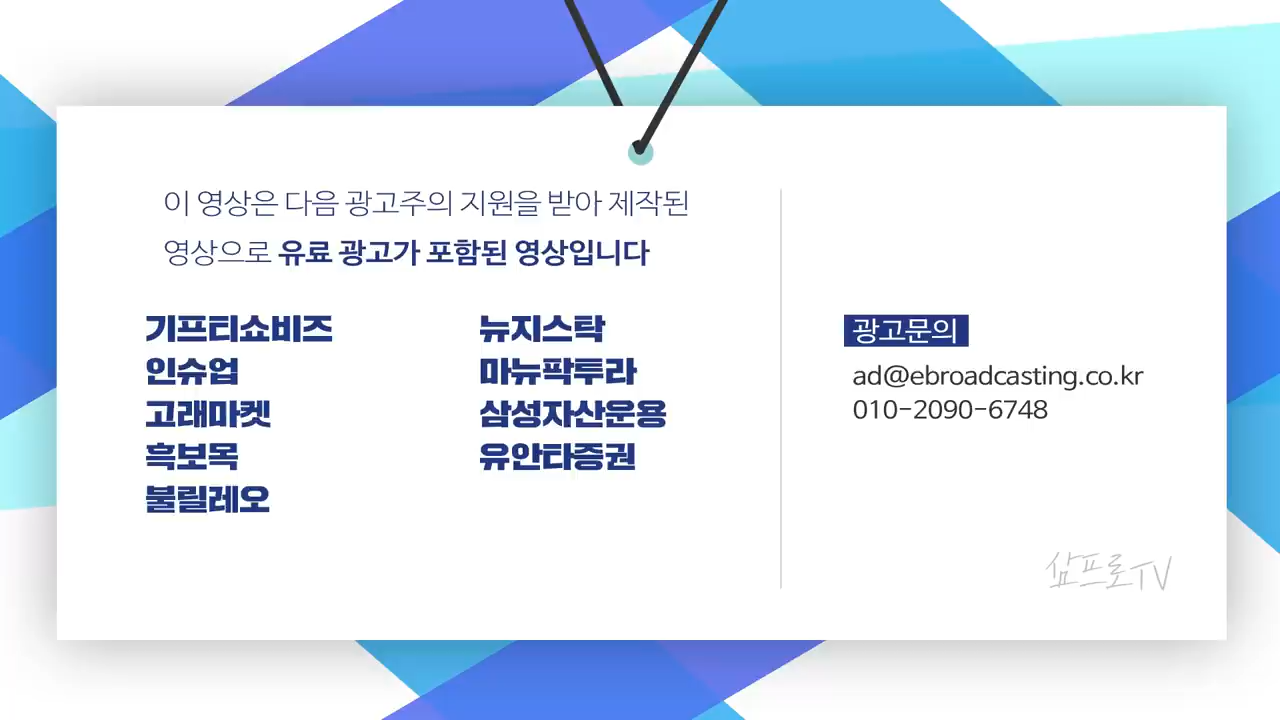 이 영상은 다음 광고주의 지원을 받아 제작된
영상으로 유료 광고가 포함된 영상입니다
기프티쇼비즈
인슈업
고래마켓
흑보목
불릴레오
뉴지스탁
마뉴팍투라
삼성자산운용
유안타증권
광고문의
ad@ebroadcasting.co.kr
010-2090-6748
삼프로TV